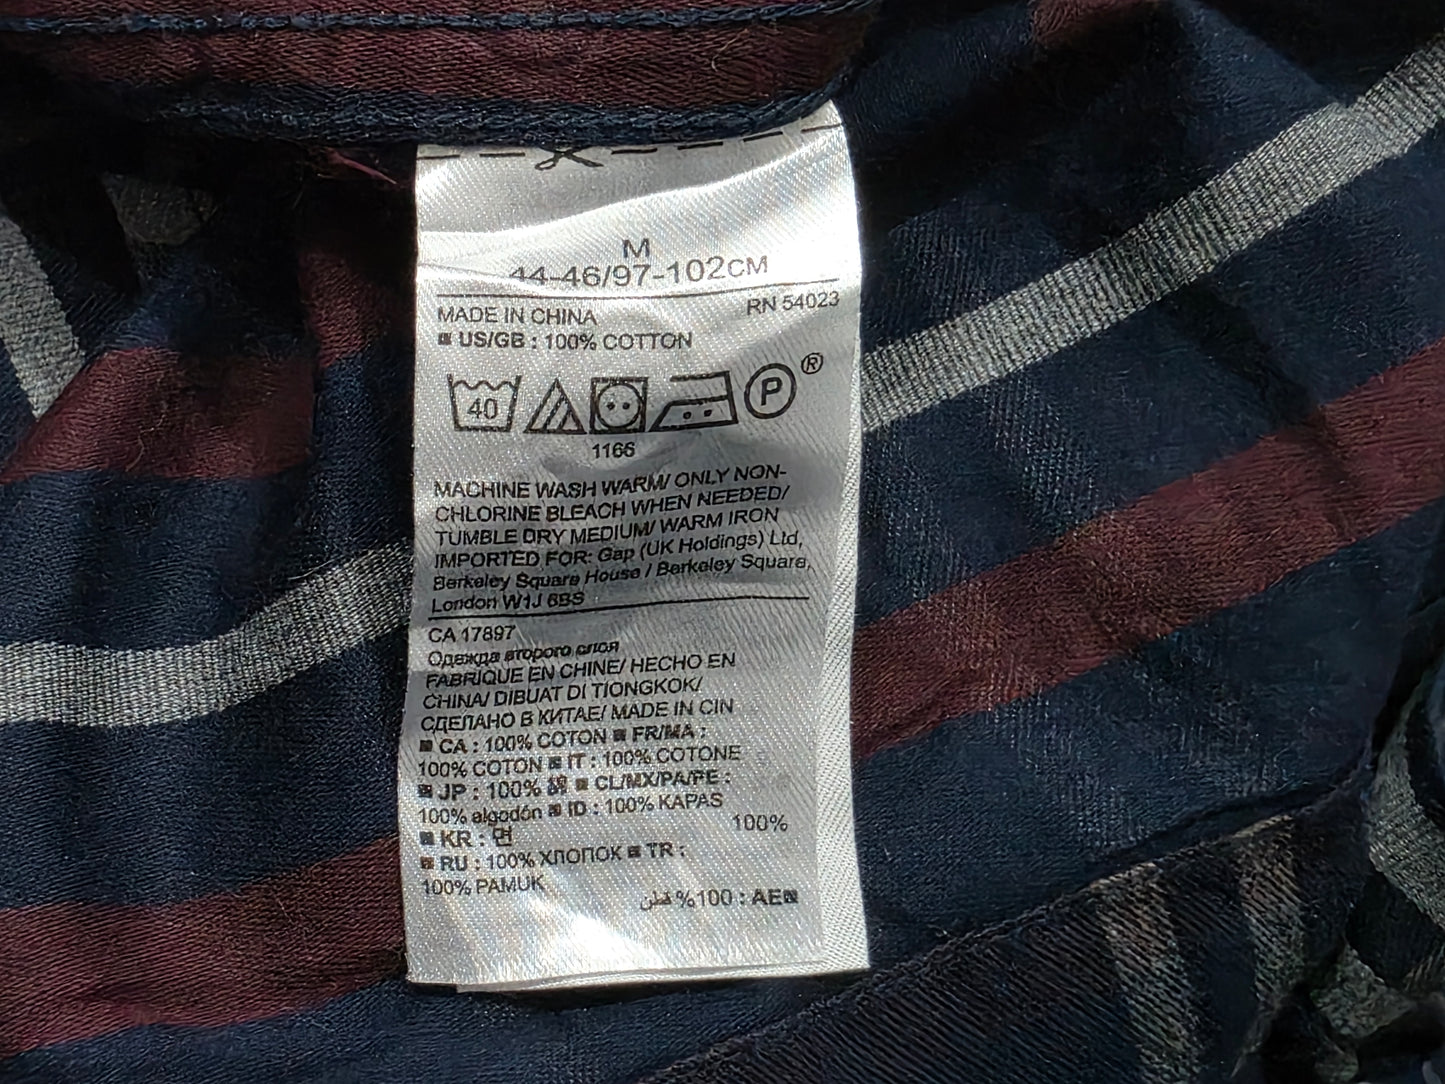 M
44-46/97-102CM
RN 54023
MADE IN CHINA
US/GB : 100% COTTON
40
P ®
1166
MACHINE WASH WARM/ ONLY NON-
CHLORINE BLEACH WHEN NEEDED/
TUMBLE DRY MEDIUM/ WARM IRON
IMPORTED FOR: Gap (UK Holdings) Ltd,
Berkeley Square House / Berkeley Square,
London W1J 6BS
CA 17897
Одежда второго слоя
FABRIQUE EN CHINE/ HECHO EN
CHINA/ DIBUAT DI TIONGKOK/
СДЕЛАНО В КИТАЕ/ MADE IN CIN
CA : 100% COTON FR/MA :
100% COTON IT : 100% COTONE
JP : 100% CL/MX/PA/PE :
100% algodón ID : 100% KAPAS
KR : 면 100%
RU : 100% ХЛОПОК TR :
100% PAMUK
AE : 100% قطن